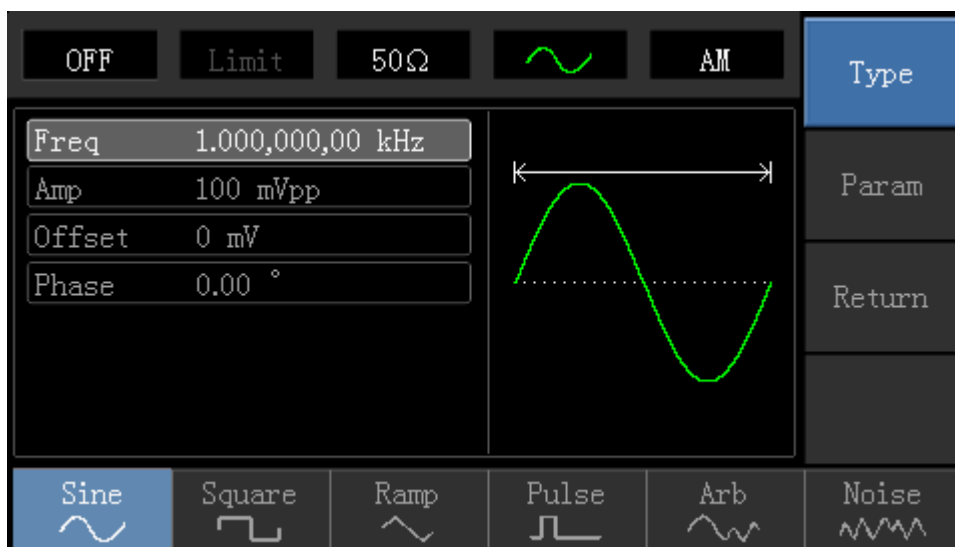 OFF Limit 50Ω AM
Type
Freq 1.000,000,00 kHz
Amp 100 mVpp
Offset 0 mV
Phase 0.00 °
Param
Return
Sine Square Ramp Pulse Arb Noise